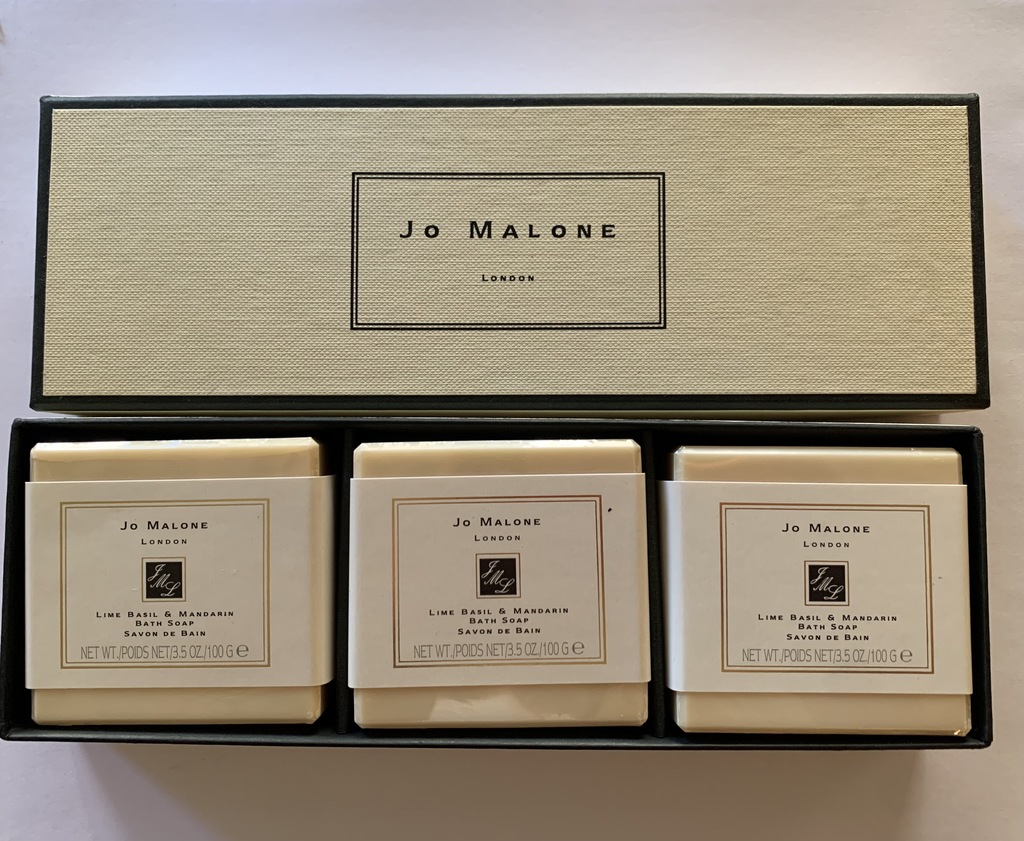 Jo Malone
London
Jo Malone
London
JML
Lime Basil & Mandarin
Bath Soap
Savon de Bain
NET WT./POIDS NET/3.5 OZ./100 G ℮
Jo Malone
London
JML
Lime Basil & Mandarin
Bath Soap
Savon de Bain
NET WT./POIDS NET/3.5 OZ./100 G ℮
Jo Malone
London
JML
Lime Basil & Mandarin
Bath Soap
Savon de Bain
NET WT./POIDS NET/3.5 OZ./100 G ℮